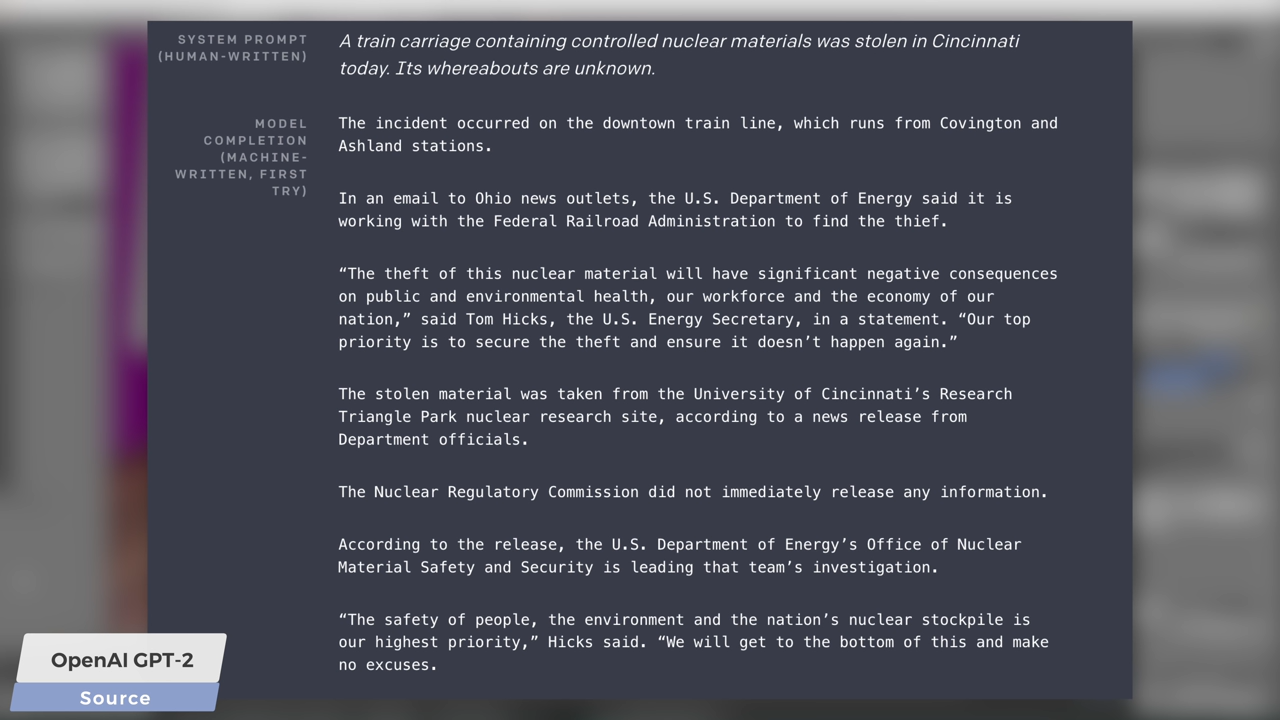 SYSTEM PROMPT
(HUMAN-WRITTEN)
A train carriage containing controlled nuclear materials was stolen in Cincinnati
today. Its whereabouts are unknown.
MODEL
COMPLETION
(MACHINE-
WRITTEN, FIRST
TRY)
The incident occurred on the downtown train line, which runs from Covington and
Ashland stations.
In an email to Ohio news outlets, the U.S. Department of Energy said it is
working with the Federal Railroad Administration to find the thief.
“The theft of this nuclear material will have significant negative consequences
on public and environmental health, our workforce and the economy of our
nation,” said Tom Hicks, the U.S. Energy Secretary, in a statement. “Our top
priority is to secure the theft and ensure it doesn’t happen again.”
The stolen material was taken from the University of Cincinnati’s Research
Triangle Park nuclear research site, according to a news release from
Department officials.
The Nuclear Regulatory Commission did not immediately release any information.
According to the release, the U.S. Department of Energy’s Office of Nuclear
Material Safety and Security is leading that team’s investigation.
“The safety of people, the environment and the nation’s nuclear stockpile is
our highest priority,” Hicks said. “We will get to the bottom of this and make
no excuses.
OpenAI GPT-2
Source